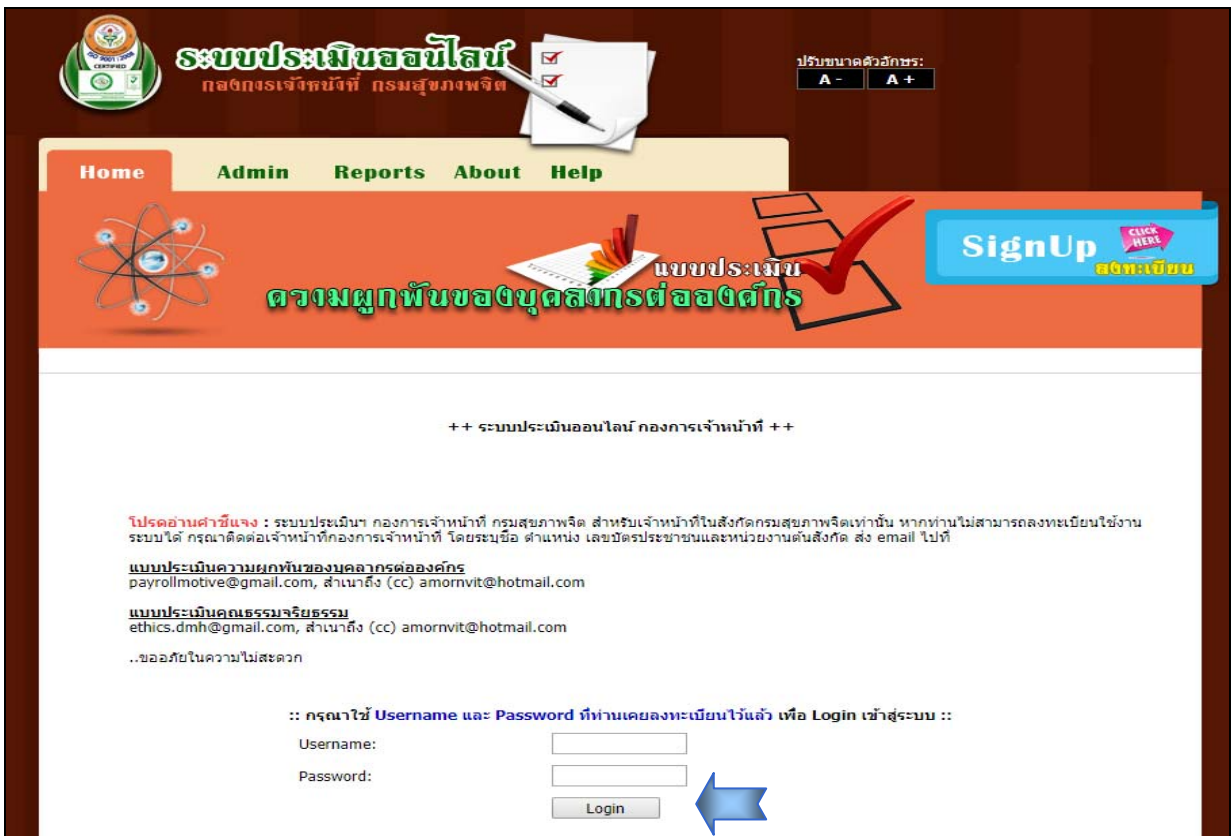 ISO 9001:2008
CERTIFIED
ระบบประเมินออนไลน์
กองการเจ้าหน้าที่ กรมสุขภาพจิต
ปรับขนาดตัวอักษร:
A - A +
Home Admin Reports About Help
SignUp CLICK HERE
ลงทะเบียน
แบบประเมิน
ความผูกพันของบุคลากรต่อองค์กร
++ ระบบประเมินออนไลน์ กองการเจ้าหน้าที่ ++
โปรดอ่านคำชี้แจง : ระบบประเมินฯ กองการเจ้าหน้าที่ กรมสุขภาพจิต สำหรับเจ้าหน้าที่ในสังกัดกรมสุขภาพจิตเท่านั้น หากท่านไม่สามารถลงทะเบียนใช้งาน
ระบบได้ กรุณาติดต่อเจ้าหน้าที่กองการเจ้าหน้าที่ โดยระบุชื่อ ตำแหน่ง เลขบัตรประชาชนและหน่วยงานต้นสังกัด ส่ง email ไปที่
แบบประเมินความผูกพันของบุคลากรต่อองค์กร
payrollmotive@gmail.com, สำเนาถึง (cc) amornvit@hotmail.com
แบบประเมินคุณธรรมจริยธรรม
ethics.dmh@gmail.com, สำเนาถึง (cc) amornvit@hotmail.com
..ขออภัยในความไม่สะดวก
:: กรุณาใช้ Username และ Password ที่ท่านเคยลงทะเบียนไว้แล้ว เพื่อ Login เข้าสู่ระบบ ::
Username:
Password:
Login